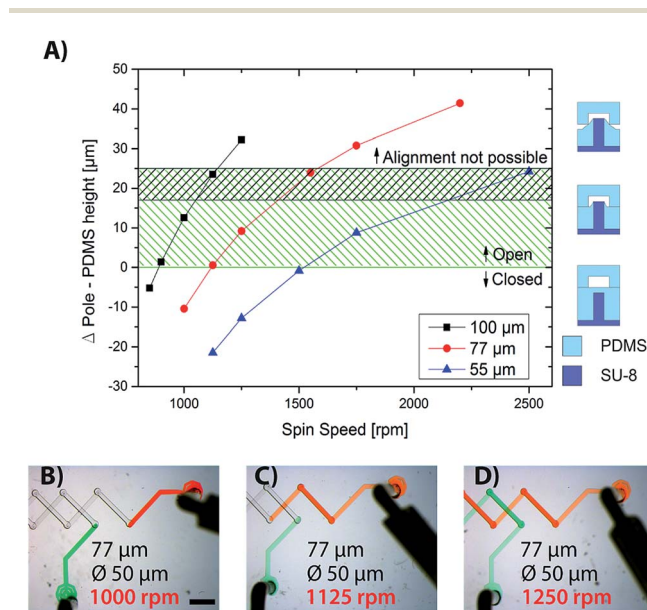 A)
Δ Pole - PDMS height [µm]
50
40
30
20
10
0
-10
-20
-30
Alignment not possible
Open
Closed
100 µm
77 µm
55 µm
1000
1500
2000
2500
Spin Speed [rpm]
PDMS
SU-8
B)
77 µm
Ø 50 µm
1000 rpm
C)
77 µm
1125 rpm
D)
77 µm
Ø 50 µm
1250 rpm